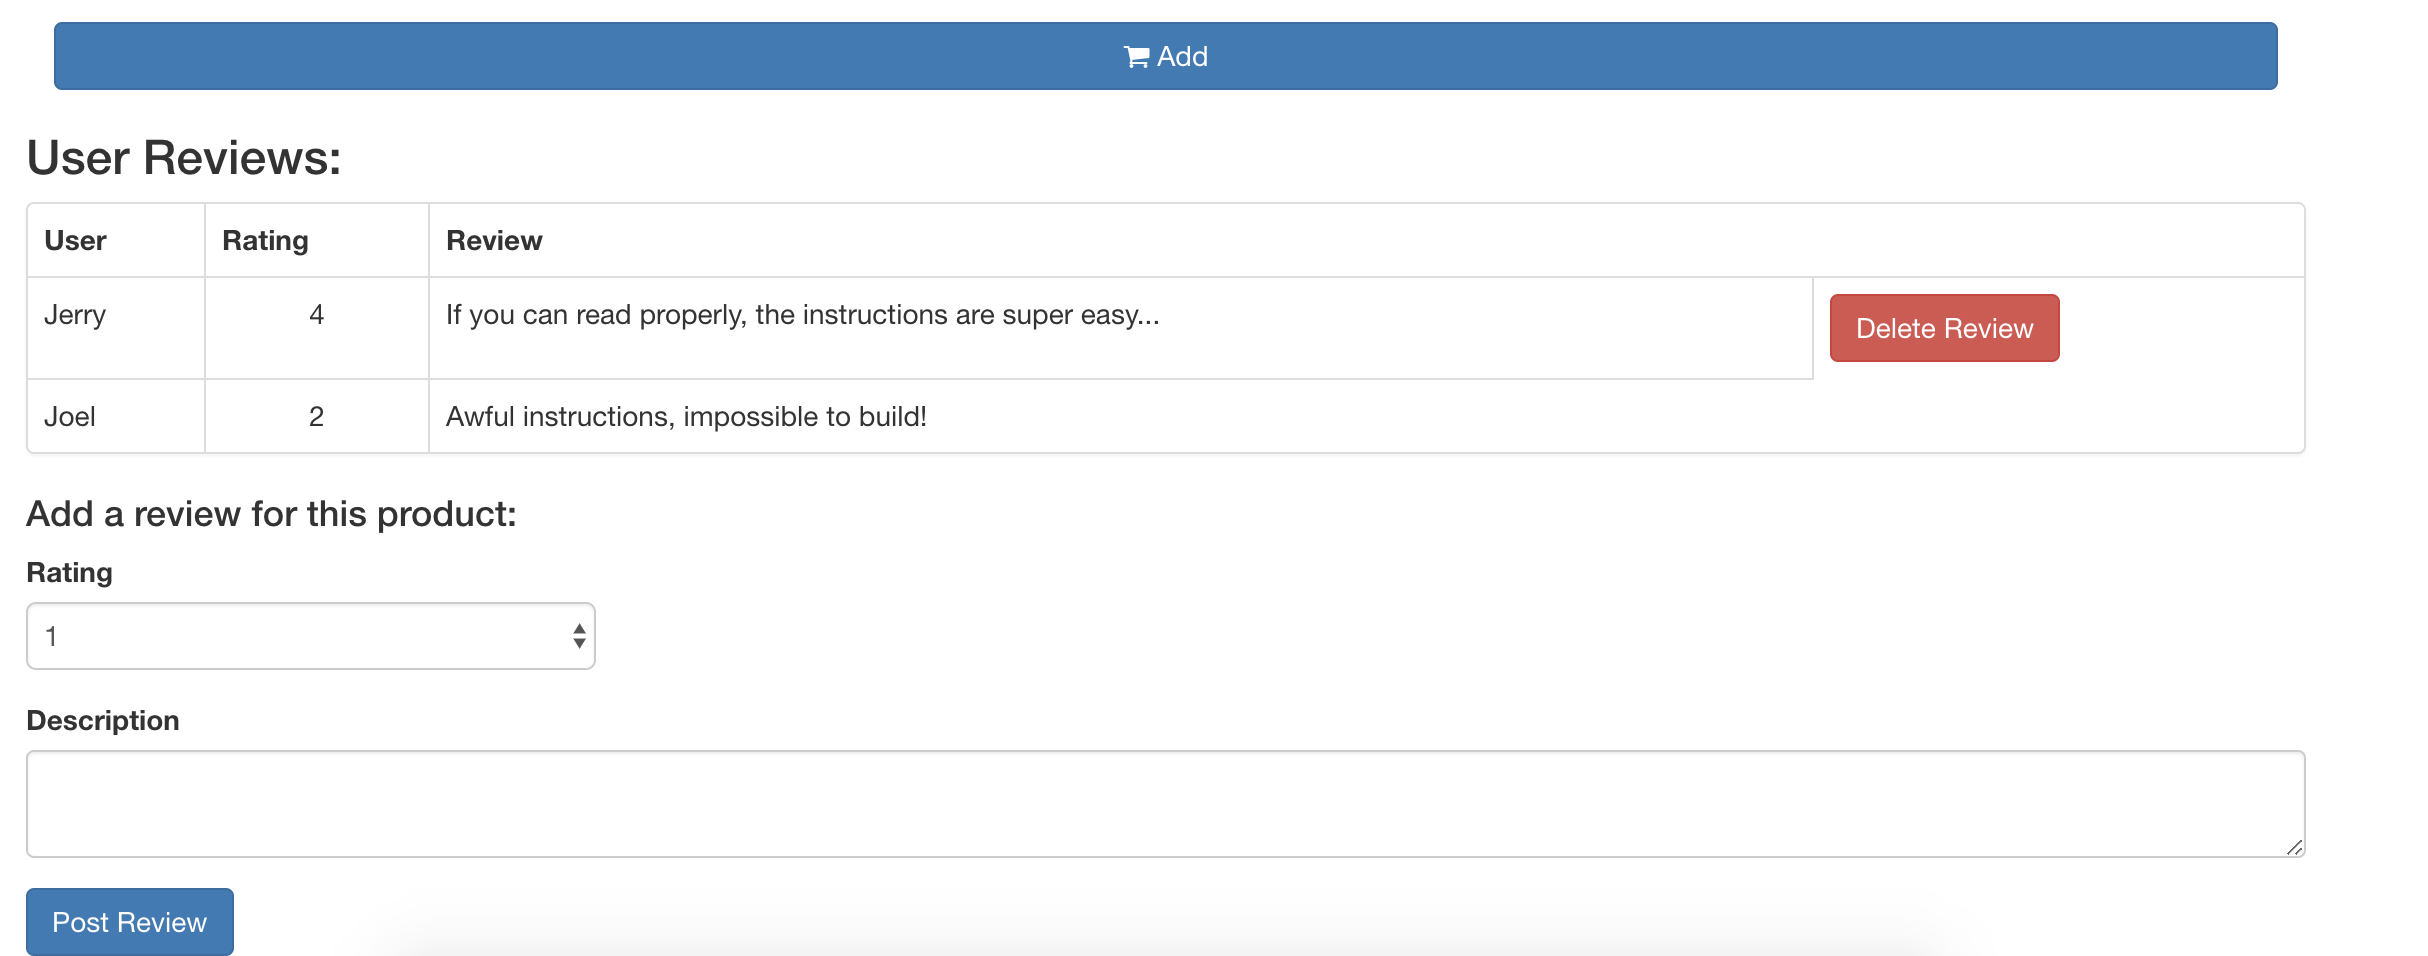 Add
User Reviews:
User Rating Review
Jerry 4 If you can read properly, the instructions are super easy... Delete Review
Joel 2 Awful instructions, impossible to build!
Add a review for this product:
Rating
1
Description
Post Review